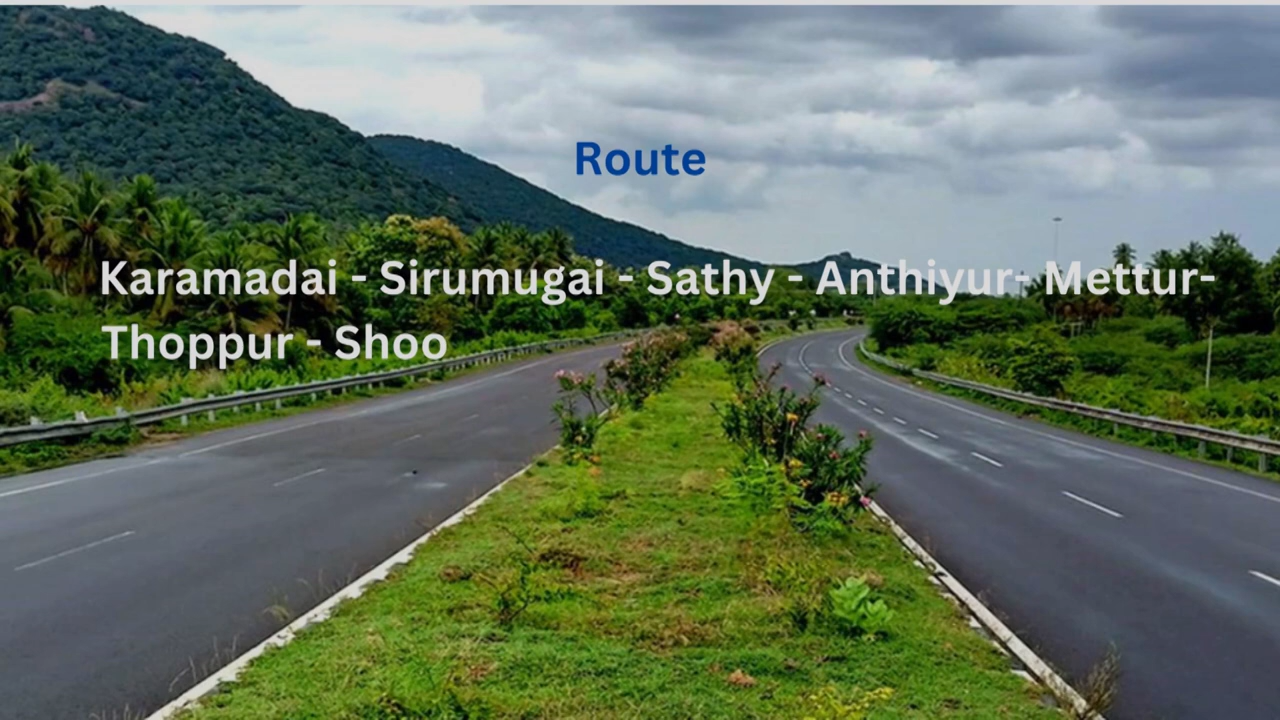 Route
Karamadai - Sirumugai - Sathy - Anthiyur- Mettur-
Thoppur - Shoo